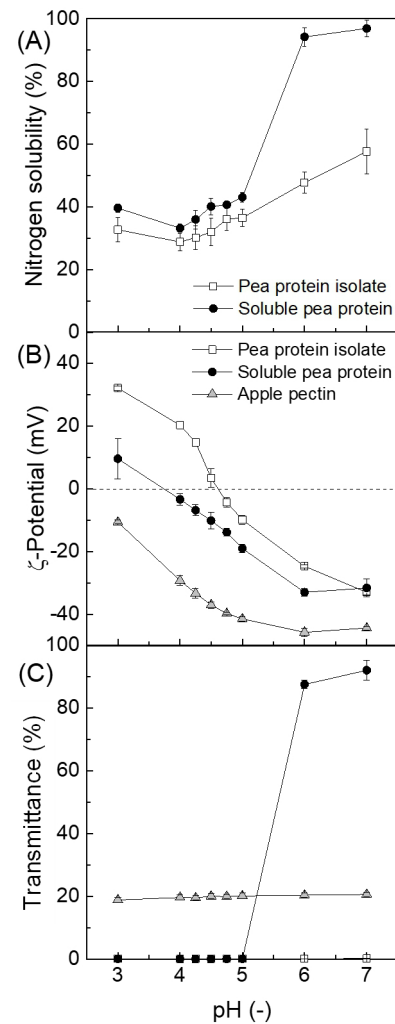 (A)
Nitrogen solubility (%)
100
80
60
40
20
0
Pea protein isolate
Soluble pea protein
(B)
ζ-Potential (mV)
40
20
0
-20
-40
Pea protein isolate
Soluble pea protein
Apple pectin
(C)
Transmittance (%)
100
80
60
40
20
0
3 4 5 6 7
pH (-)